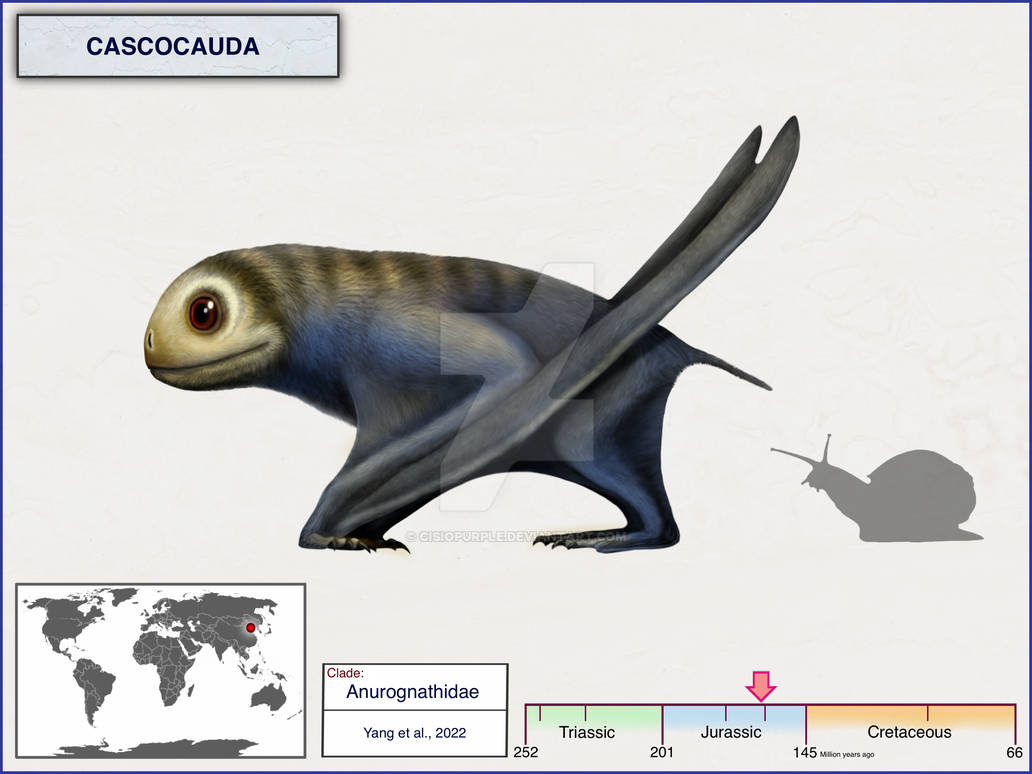 CASCOCAUDA
© CISIOPURPLE.DEVIANTART.COM
Clade:
Anurognathidae
Yang et al., 2022
Triassic Jurassic Cretaceous
252 201 145 Million years ago 66